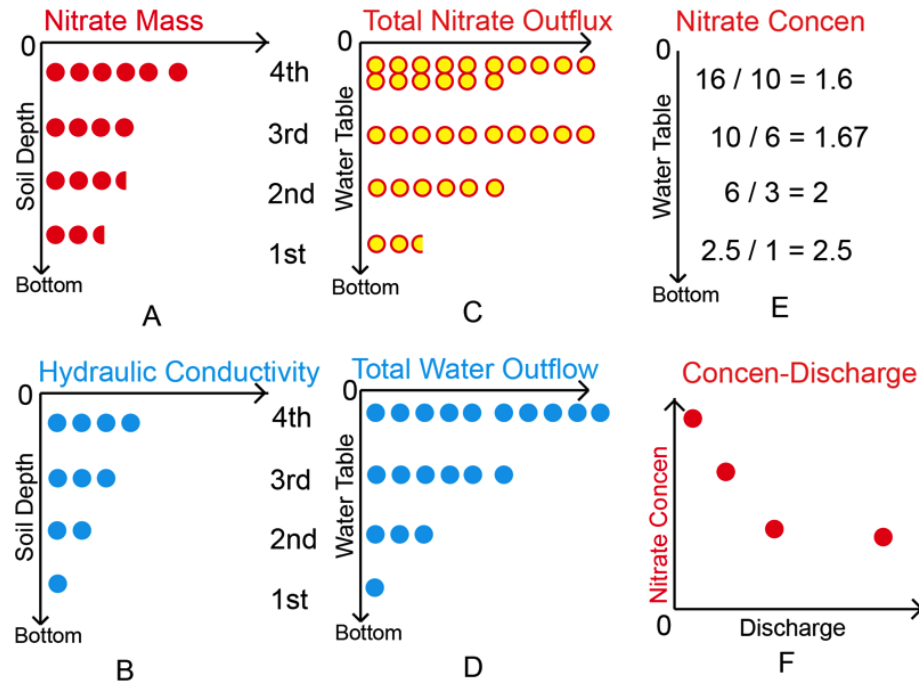 Nitrate Mass
0
4th
3rd
2nd
1st
Soil Depth
Bottom
A
Total Nitrate Outflux
0
Water Table
Bottom
C
Nitrate Concen
0
16 / 10 = 1.6
10 / 6 = 1.67
6 / 3 = 2
2.5 / 1 = 2.5
Water Table
Bottom
E
Hydraulic Conductivity
0
4th
3rd
2nd
1st
Soil Depth
Bottom
B
Total Water Outflow
0
Water Table
Bottom
D
Concen-Discharge
Nitrate Concen
0
Discharge
F